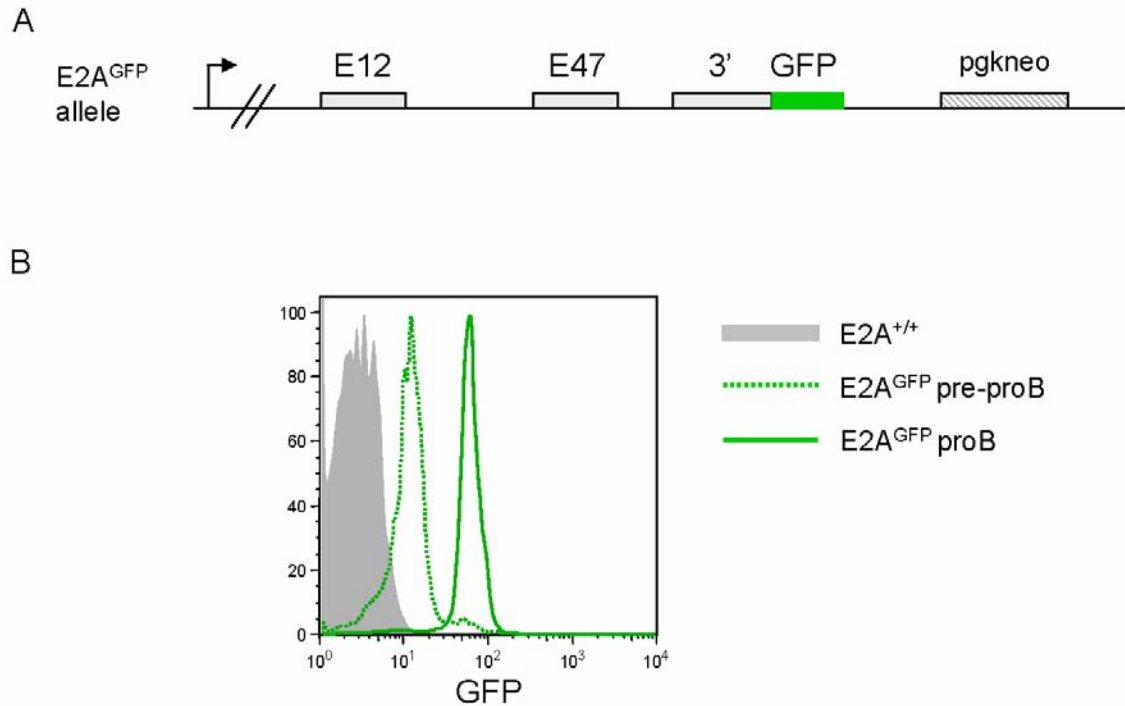 A
E2A^GFP allele
E12
E47
3'
GFP
pgkneo
B
100
80
60
40
20
0
10^0
10^1
10^2
10^3
10^4
GFP
E2A^+/+
E2A^GFP pre-proB
E2A^GFP proB